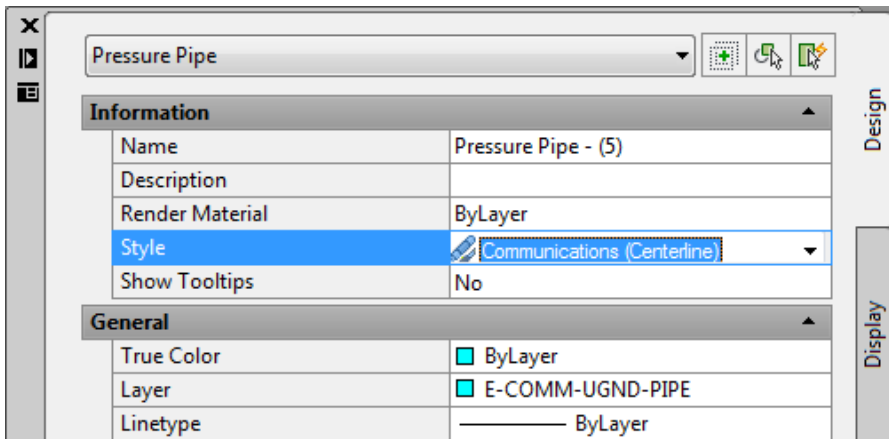 Pressure Pipe
Information
Name Pressure Pipe - (5)
Description
Render Material ByLayer
Style Communications (Centerline)
Show Tooltips No
General
True Color ByLayer
Layer E-COMM-UGND-PIPE
Linetype ByLayer
Design
Display